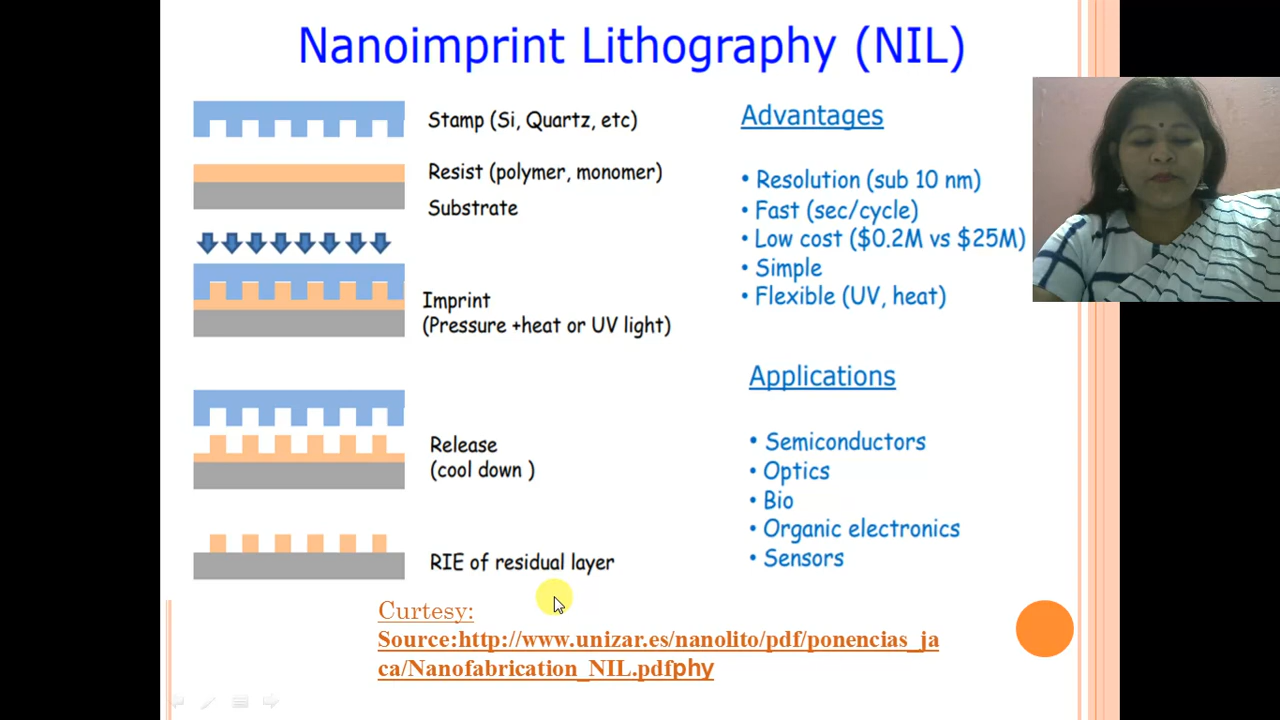 Nanoimprint Lithography (NIL)
Stamp (Si, Quartz, etc)
Resist (polymer, monomer)
Substrate
Imprint
(Pressure +heat or UV light)
Release
(cool down )
RIE of residual layer
Advantages
• Resolution (sub 10 nm)
• Fast (sec/cycle)
• Low cost ($0.2M vs $25M)
• Simple
• Flexible (UV, heat)
Applications
• Semiconductors
• Optics
• Bio
• Organic electronics
• Sensors
Curtesy:
Source:http://www.unizar.es/nanolito/pdf/ponencias_ja
ca/Nanofabrication_NIL.pdfphy